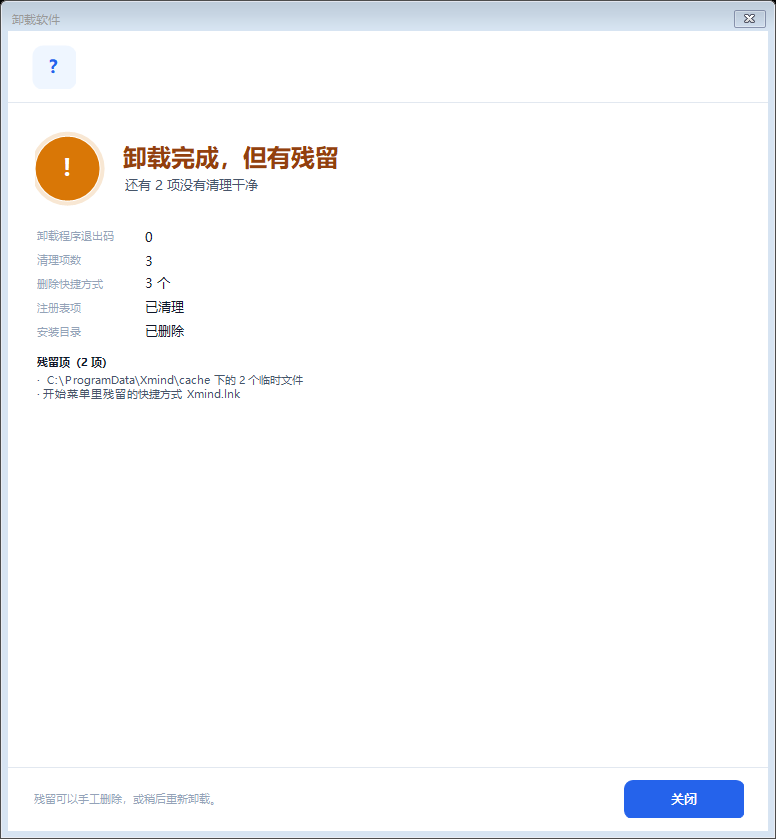 卸载软件
?
!
卸载完成，但有残留
还有 2 项没有清理干净
卸载程序退出码 0
清理项数 3
删除快捷方式 3 个
注册表项 已清理
安装目录 已删除
残留项（2 项）
· C:\ProgramData\Xmind\cache 下的 2 个临时文件
· 开始菜单里残留的快捷方式 Xmind.lnk
残留可以手工删除，或稍后重新卸载。
关闭